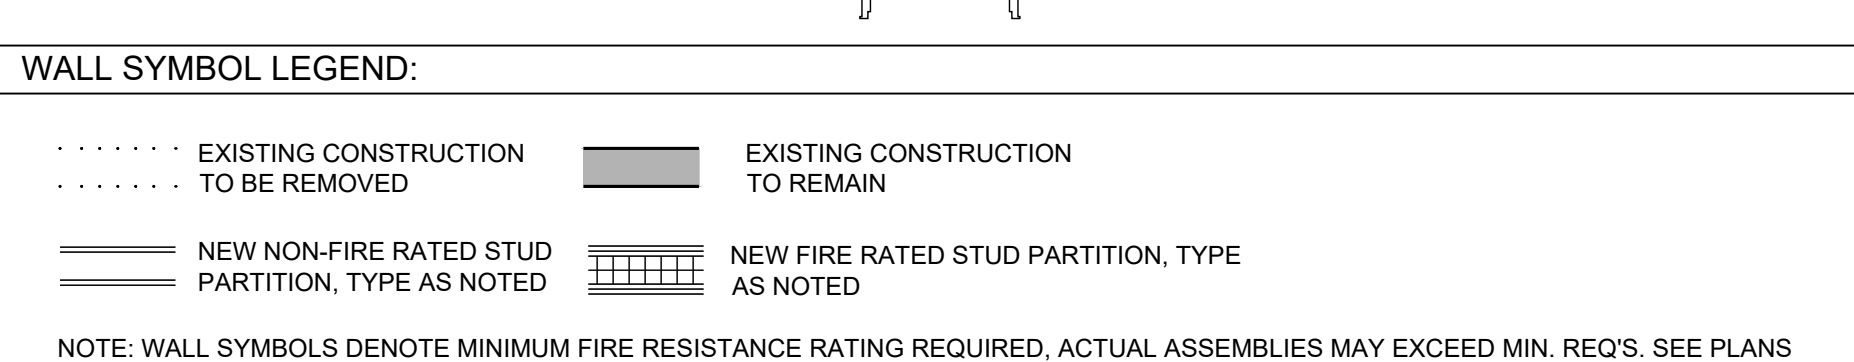 WALL SYMBOL LEGEND:
EXISTING CONSTRUCTION
TO BE REMOVED
EXISTING CONSTRUCTION
TO REMAIN
NEW NON-FIRE RATED STUD
PARTITION, TYPE AS NOTED
NEW FIRE RATED STUD PARTITION, TYPE
AS NOTED
NOTE: WALL SYMBOLS DENOTE MINIMUM FIRE RESISTANCE RATING REQUIRED, ACTUAL ASSEMBLIES MAY EXCEED MIN. REQ'S. SEE PLANS